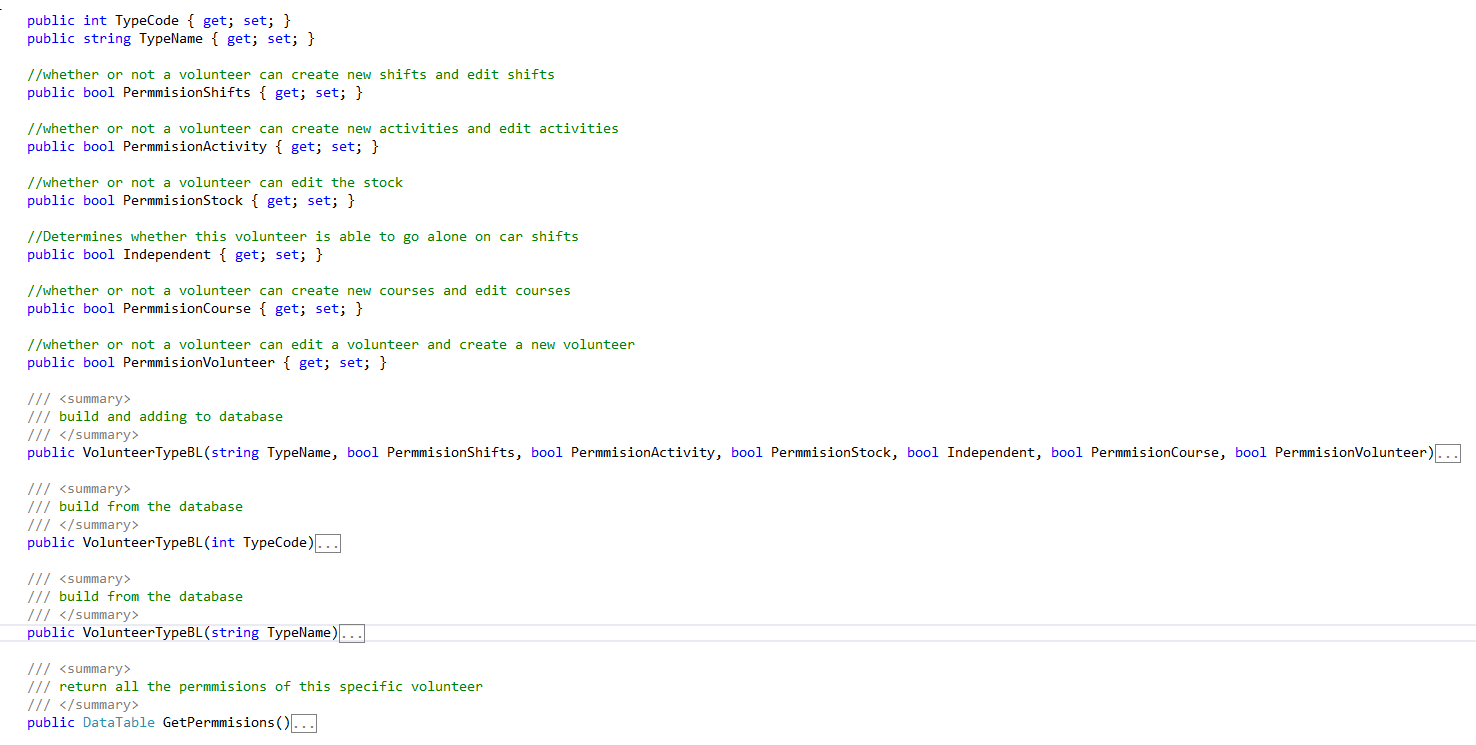 public int TypeCode { get; set; }
public string TypeName { get; set; }
//whether or not a volunteer can create new shifts and edit shifts
public bool PermmisionShifts { get; set; }
//whether or not a volunteer can create new activities and edit activities
public bool PermmisionActivity { get; set; }
//whether or not a volunteer can edit the stock
public bool PermmisionStock { get; set; }
//Determines whether this volunteer is able to go alone on car shifts
public bool Independent { get; set; }
//whether or not a volunteer can create new courses and edit courses
public bool PermmisionCourse { get; set; }
//whether or not a volunteer can edit a volunteer and create a new volunteer
public bool PermmisionVolunteer { get; set; }
/// <summary>
/// build and adding to database
/// </summary>
public VolunteerTypeBL(string TypeName, bool PermmisionShifts, bool PermmisionActivity, bool PermmisionStock, bool Independent, bool PermmisionCourse, bool PermmisionVolunteer)...
/// <summary>
/// build from the database
/// </summary>
public VolunteerTypeBL(int TypeCode)...
/// <summary>
/// build from the database
/// </summary>
public VolunteerTypeBL(string TypeName)...
/// <summary>
/// return all the permmisions of this specific volunteer
/// </summary>
public DataTable GetPermmisions()...